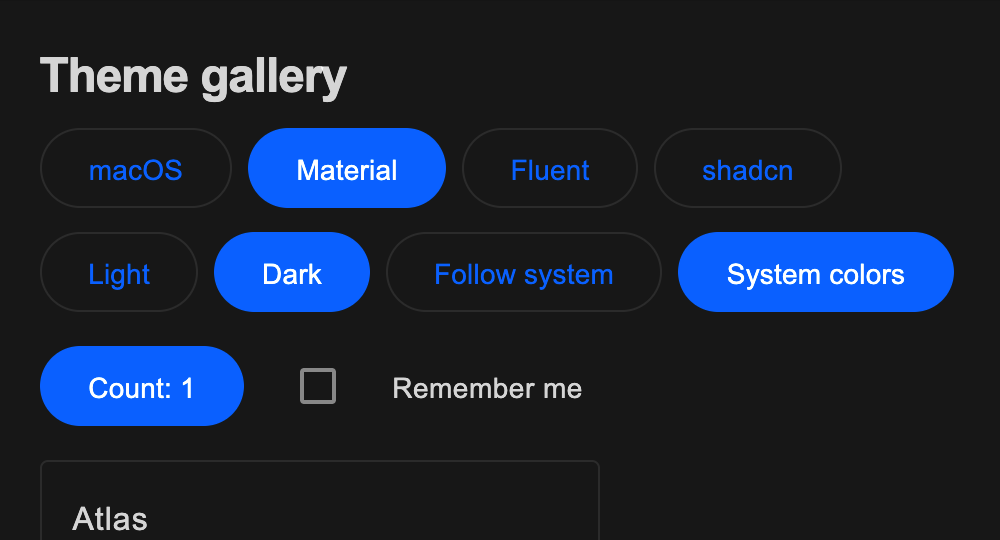 Theme gallery
macOS Material Fluent shadcn
Light Dark Follow system System colors
Count: 1 Remember me
Atlas